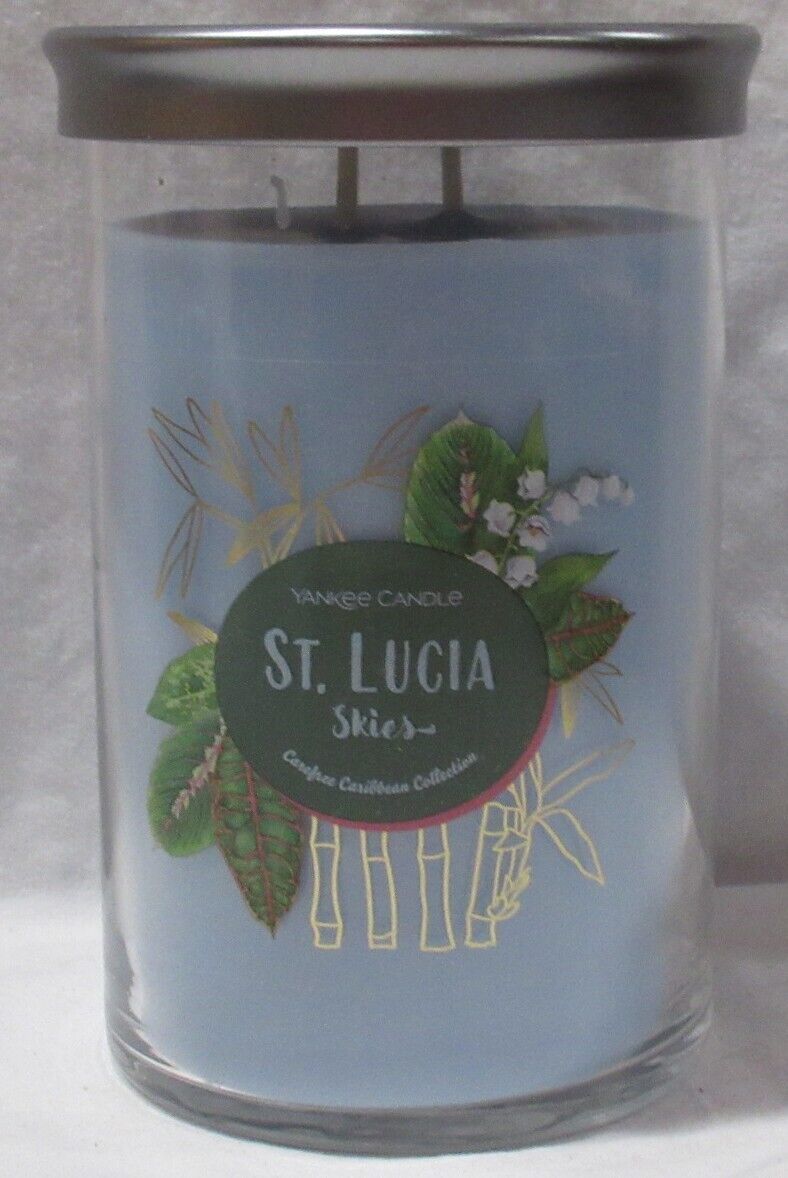 YANKEE CANDLE
ST. LUCIA
Skies
Carefree Caribbean Collection